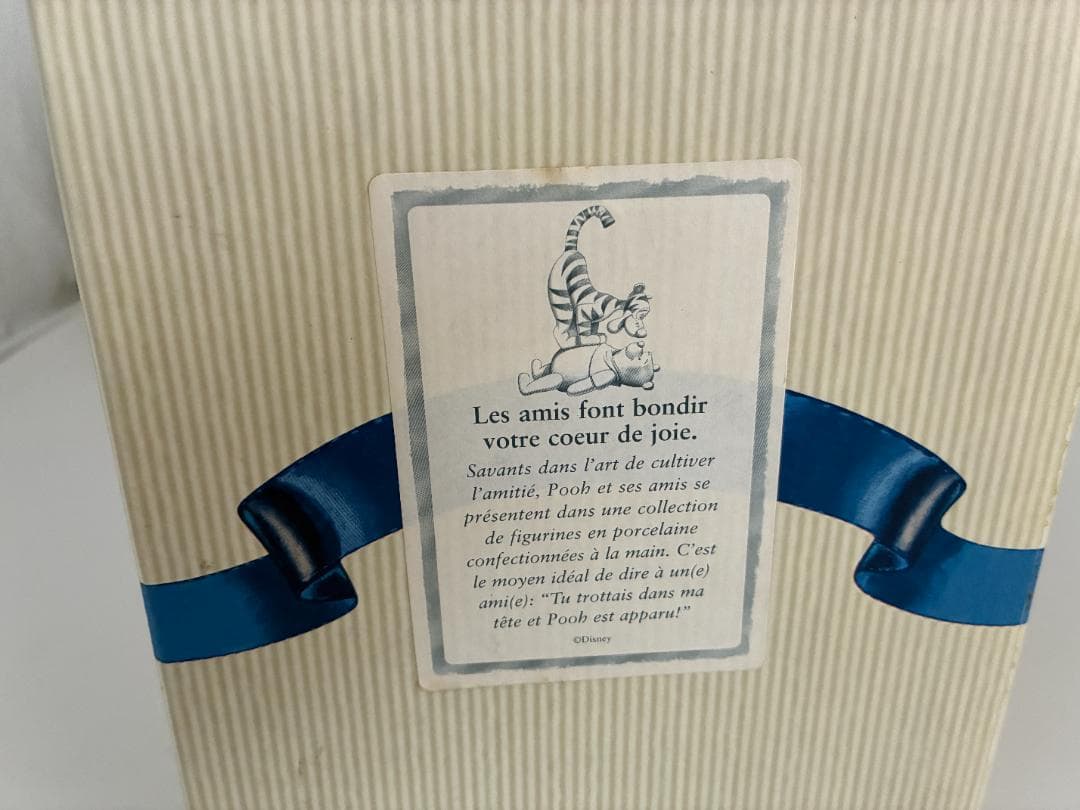 Les amis font bondir
votre coeur de joie.
Savants dans l'art de cultiver
l'amitié, Pooh et ses amis se
présentent dans une collection
de figurines en porcelaine
confectionnées à la main. C'est
le moyen idéal de dire à un(e)
ami(e): “Tu trottais dans ma
tête et Pooh est apparu!”
©Disney